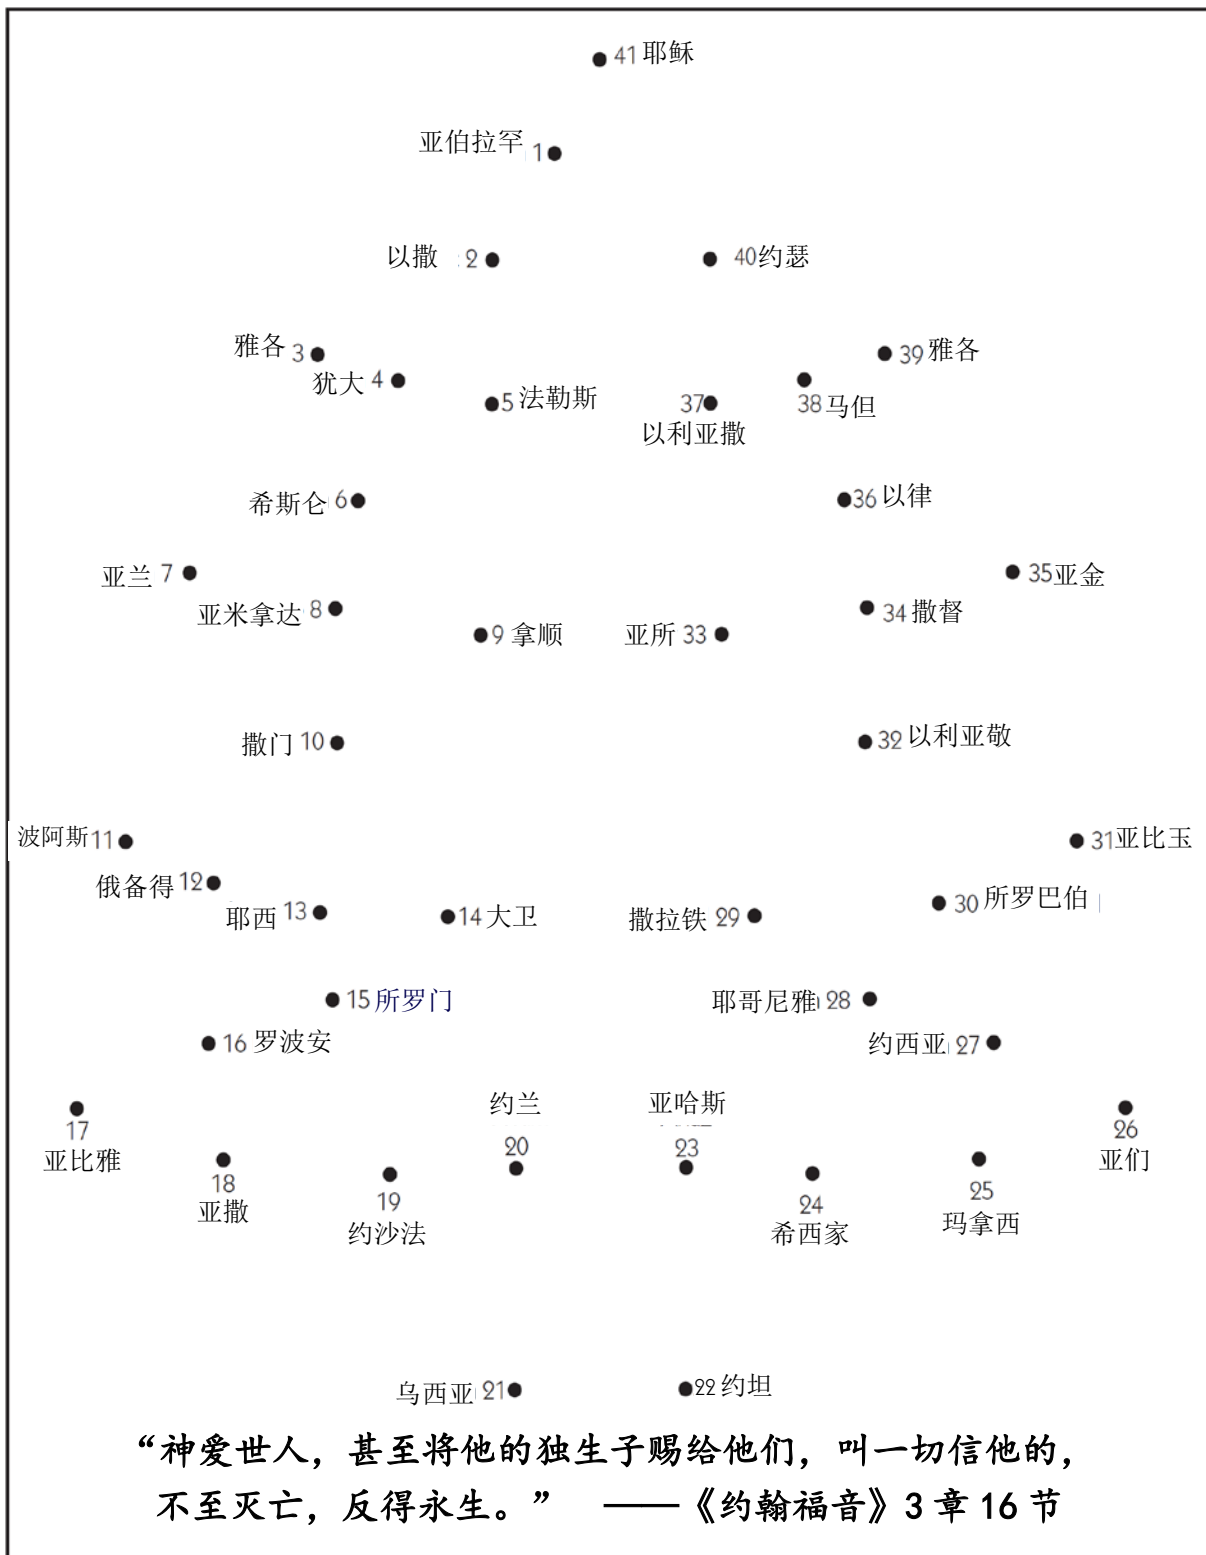 41 耶稣
亚伯拉罕 1
以撒 2
40 约瑟
雅各 3
39 雅各
犹大 4
5 法勒斯
37
以利亚撒
38 马但
希斯仑 6
36 以律
亚兰 7
35 亚金
亚米拿达 8
34 撒督
9 拿顺
亚所 33
撒门 10
32 以利亚敬
波阿斯 11
31 亚比玉
俄备得 12
30 所罗巴伯
耶西 13
14 大卫
撒拉铁 29
15 所罗门
耶哥尼雅 28
16 罗波安
约西亚 27
17
亚比雅
18
亚撒
19
约沙法
约兰
20
亚哈斯
23
24
希西家
25
玛拿西
26
亚们
乌西亚 21
22 约坦
“神爱世人，甚至将他的独生子赐给他们，叫一切信他的，
不至灭亡，反得永生。” ——《约翰福音》3 章 16 节